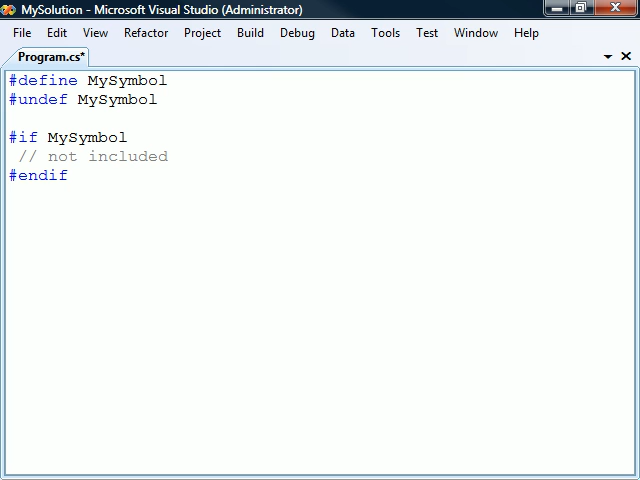 MySolution - Microsoft Visual Studio (Administrator)
File Edit View Refactor Project Build Debug Data Tools Test Window Help
Program.cs*
#define MySymbol
#undef MySymbol
#if MySymbol
// not included
#endif